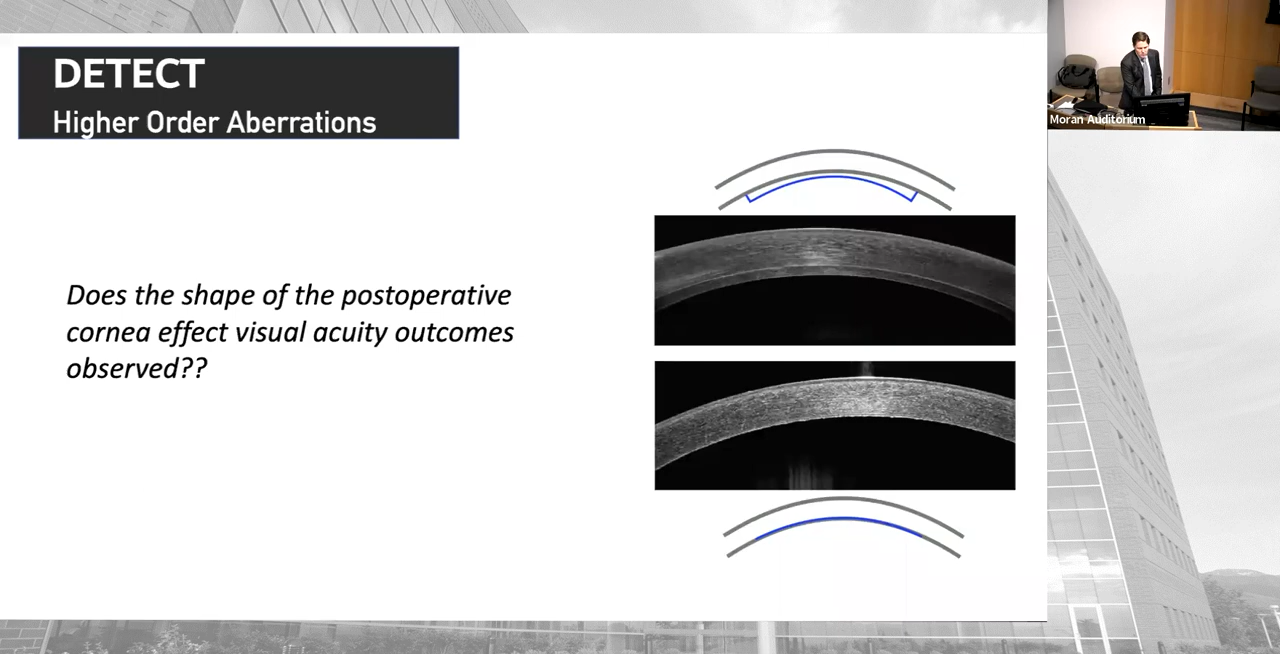 DETECT
Higher Order Aberrations
Does the shape of the postoperative
cornea effect visual acuity outcomes
observed??
Moran Auditorium